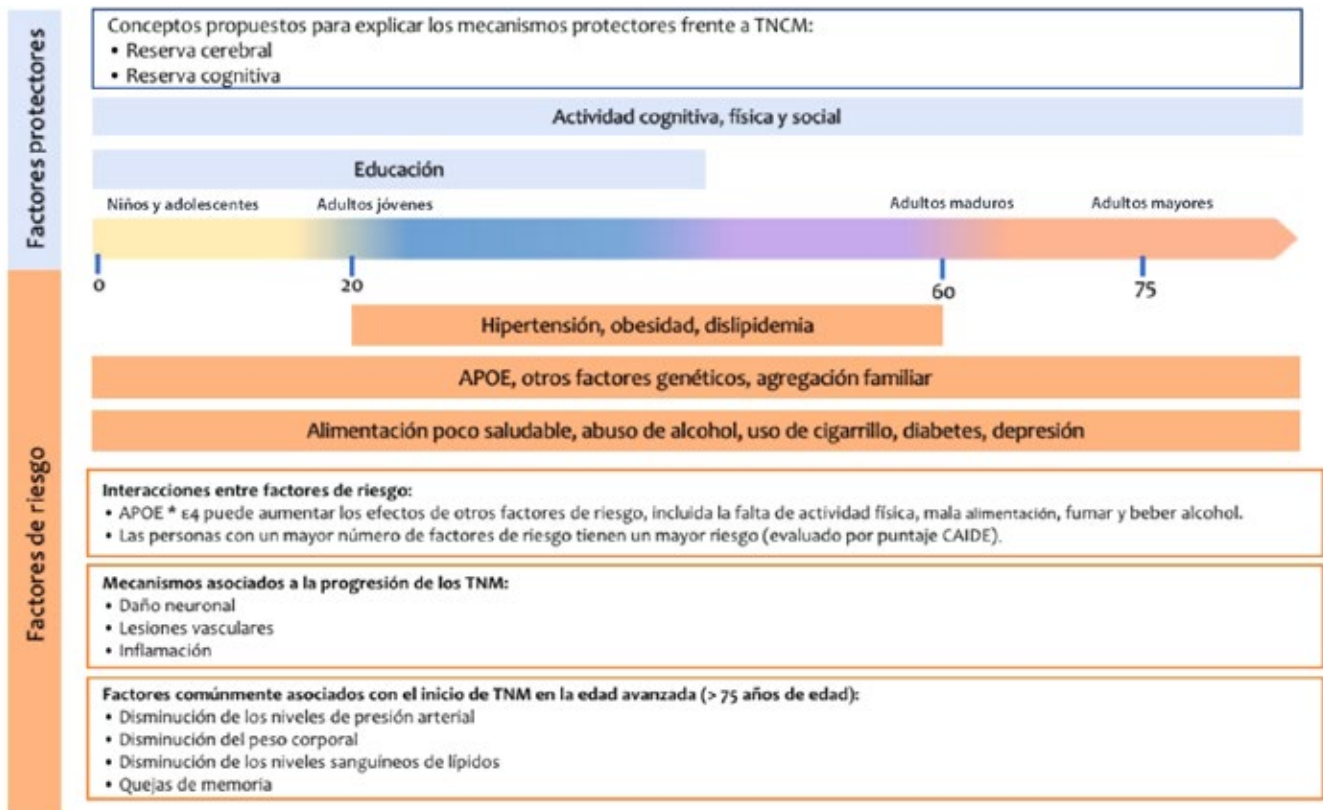 Factores protectores
Conceptos propuestos para explicar los mecanismos protectores frente a TNCM:
• Reserva cerebral
• Reserva cognitiva
Actividad cognitiva, física y social
Educación
Niños y adolescentes
Adultos jóvenes
Adultos maduros
Adultos mayores
0
20
60
75
Factores de riesgo
Hipertensión, obesidad, dislipidemia
APOE, otros factores genéticos, agregación familiar
Alimentación poco saludable, abuso de alcohol, uso de cigarrillo, diabetes, depresión
Interacciones entre factores de riesgo:
• APOE * ε4 puede aumentar los efectos de otros factores de riesgo, incluida la falta de actividad física, mala alimentación, fumar y beber alcohol.
• Las personas con un mayor número de factores de riesgo tienen un mayor riesgo (evaluado por puntaje CAIDE).
Mecanismos asociados a la progresión de los TNM:
• Daño neuronal
• Lesiones vasculares
• Inflamación
Factores comúnmente asociados con el inicio de TNM en la edad avanzada (> 75 años de edad):
• Disminución de los niveles de presión arterial
• Disminución del peso corporal
• Disminución de los niveles sanguíneos de lípidos
• Quejas de memoria